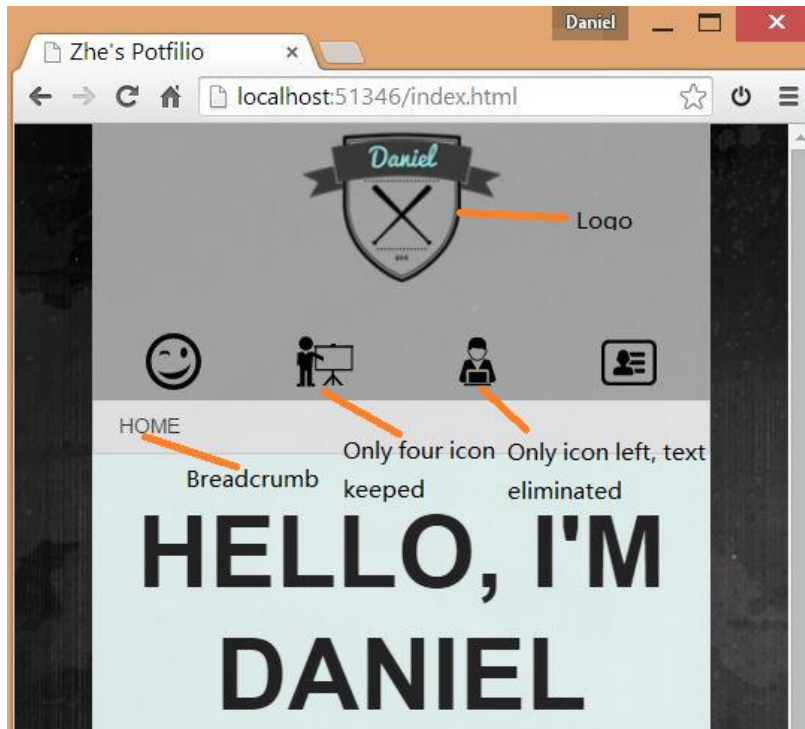 Daniel
Zhe's Potfilio
localhost:51346/index.html
Daniel
Logo
HOME
Breadcrumb
Only four icon
keeped
Only icon left, text
eliminated
HELLO, I'M
DANIEL